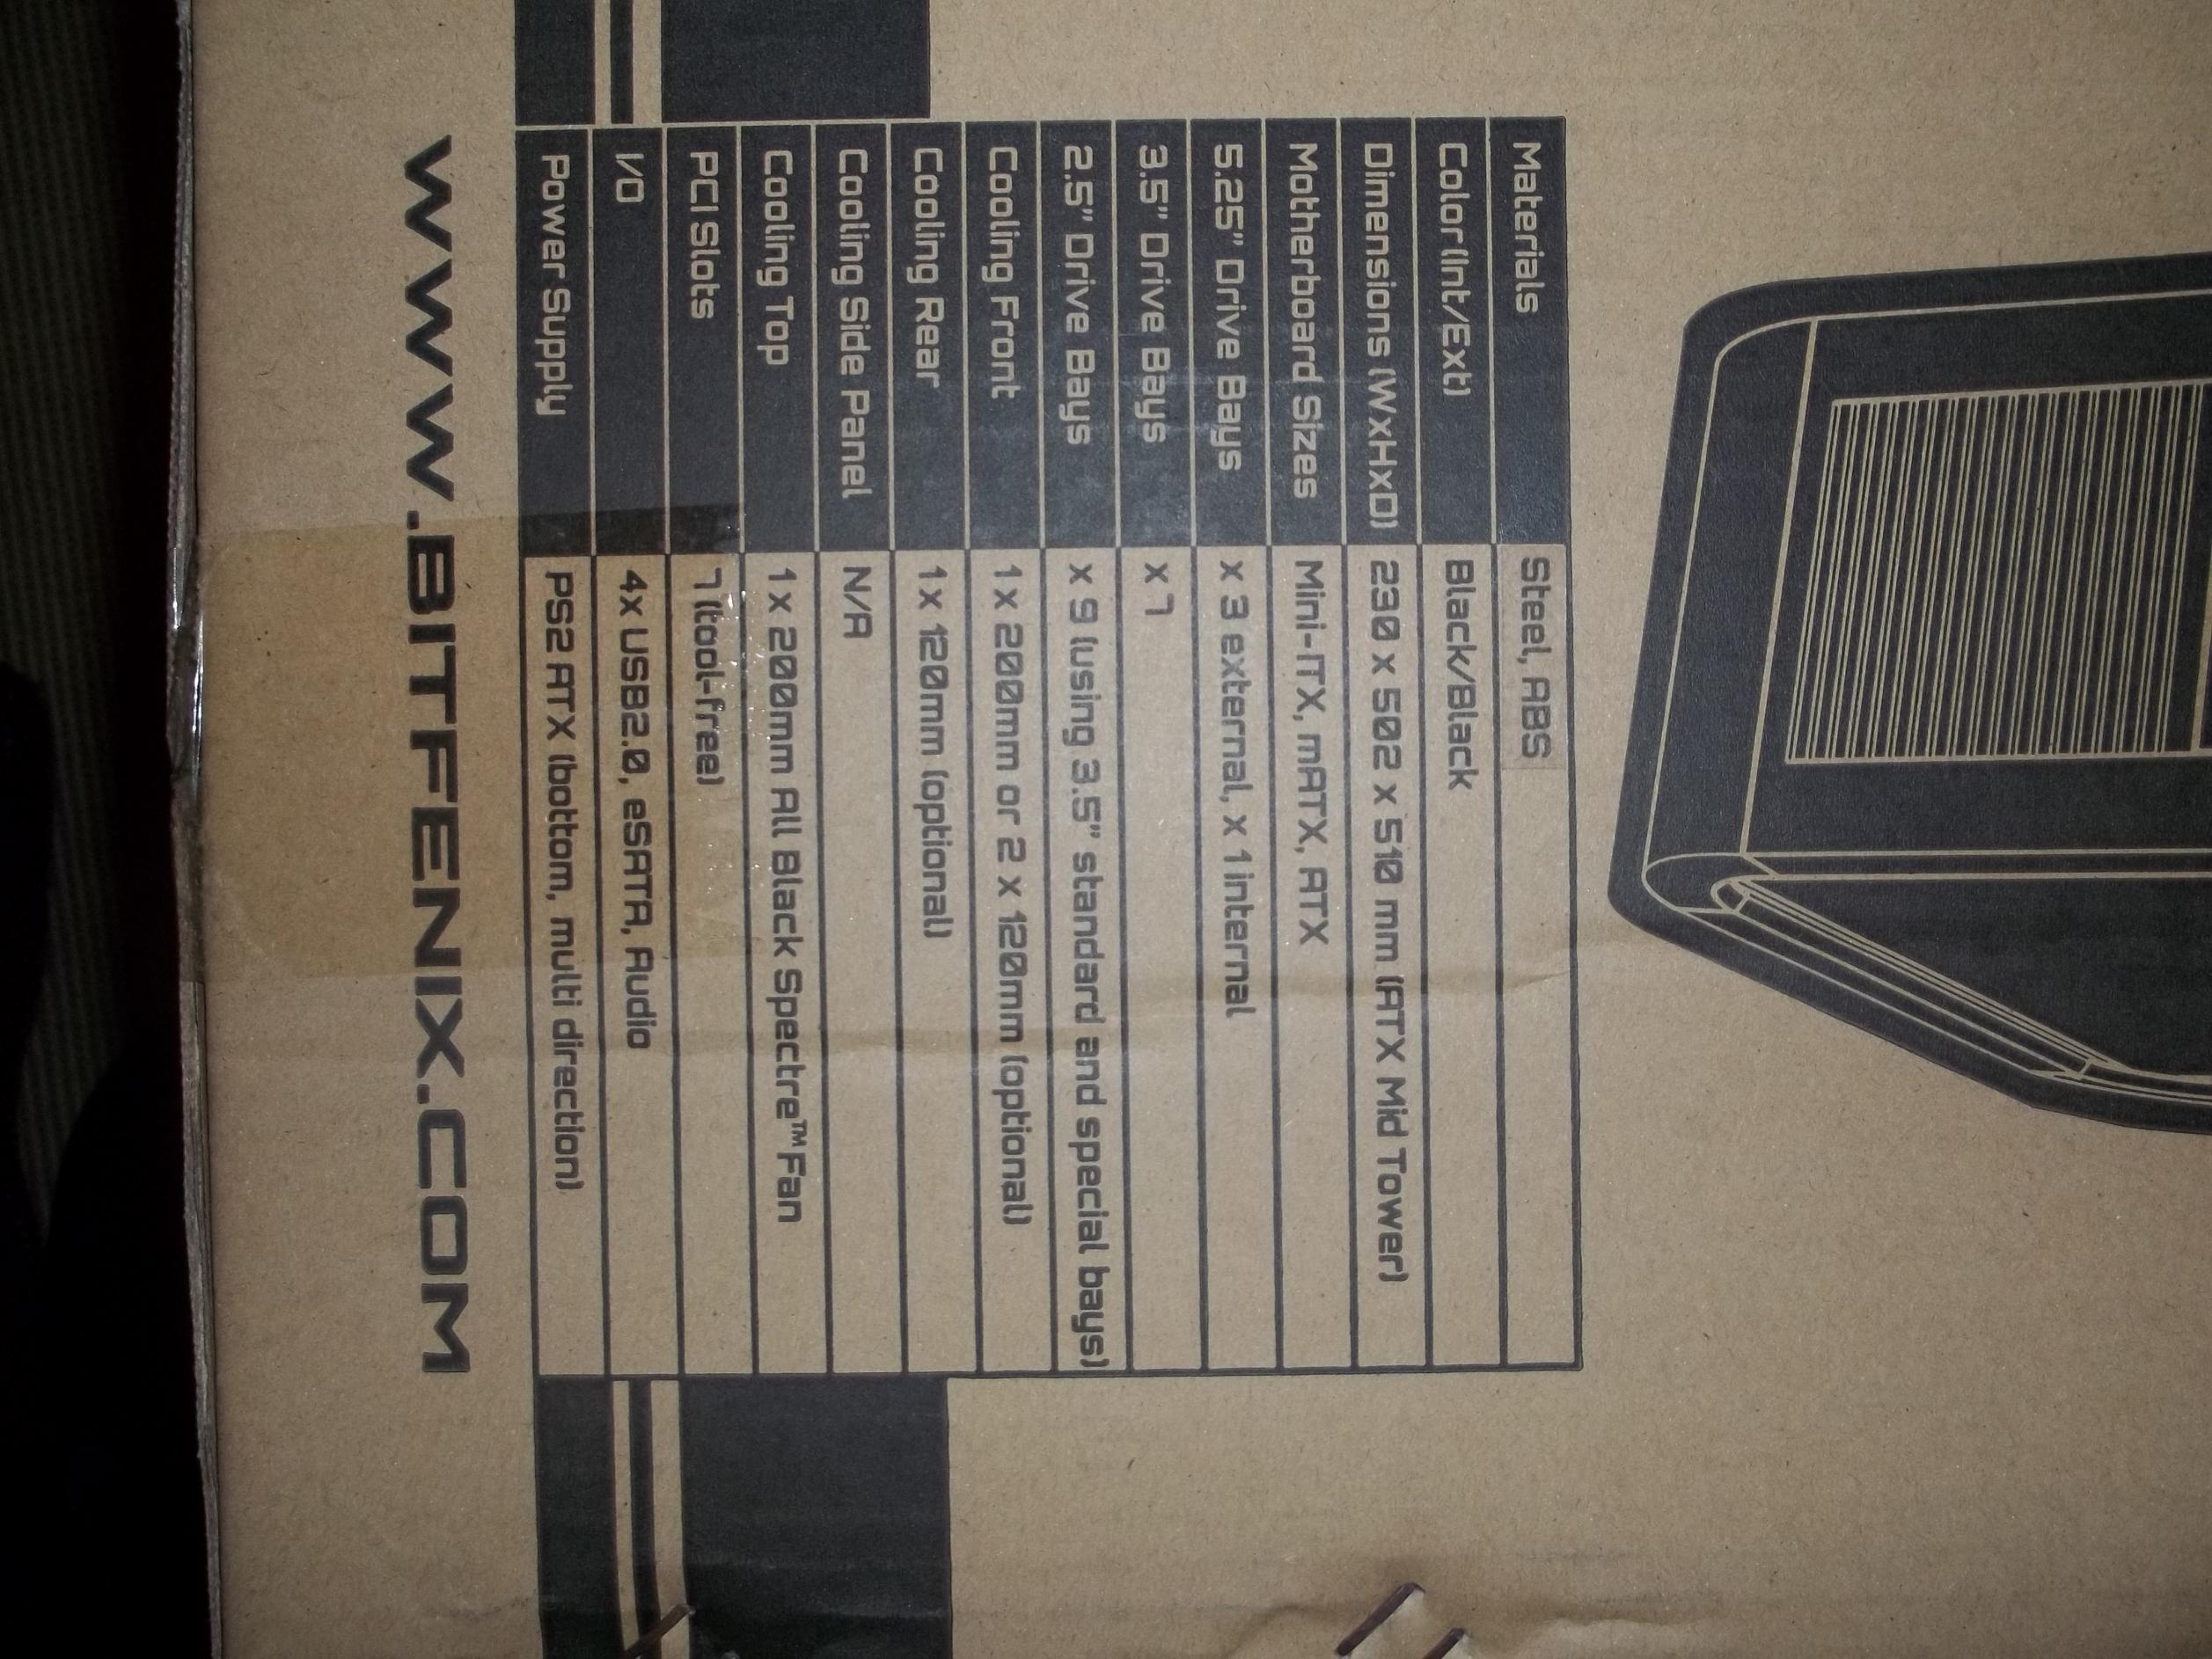 Materials Steel, ABS
Color(Int/Ext) Black/Black
Dimensions (WxHxD) 230 x 502 x 510 mm (ATX Mid Tower)
Motherboard Sizes Mini-ITX, mATX, ATX
5.25" Drive Bays x 3 external, x 1 internal
3.5" Drive Bays x 7
2.5" Drive Bays x 9 (using 3.5" standard and special bays)
Cooling Front 1 x 200mm or 2 x 120mm (optional)
Cooling Rear 1 x 120mm (optional)
Cooling Side Panel N/A
Cooling Top 1 x 200mm All Black Spectre™ Fan
PCI Slots 7 (tool-free)
I/O 4x USB2.0, eSATA, Audio
Power Supply PS2 ATX (bottom, multi direction)
WWW.BITFENIX.COM